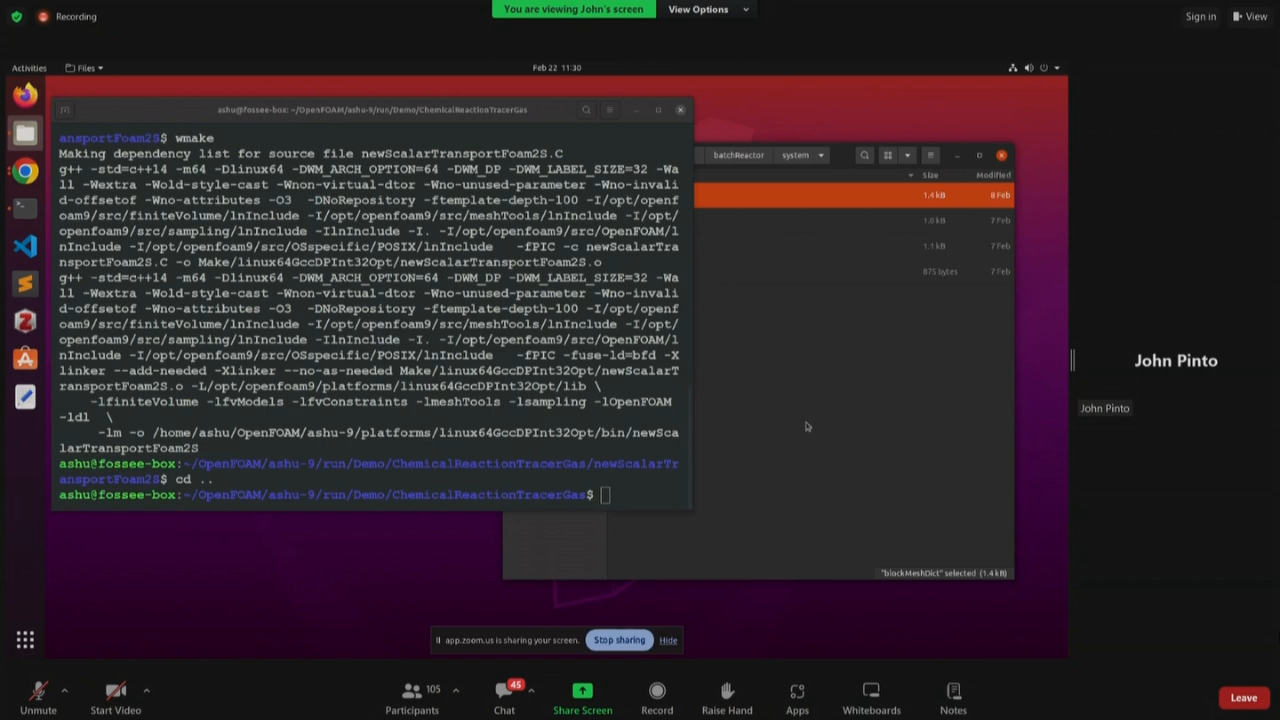 Recording
You are viewing John's screen
View Options
Sign in
View
Activities
Files
Feb 22 11:30
ashu@fossee-box: ~/OpenFOAM/ashu-9/run/Demo/ChemicalReactionTracerGas
ansportFoam2S$ wmake
Making dependency list for source file newScalarTransportFoam2S.C
g++ -std=c++14 -m64 -Dlinux64 -DWM_ARCH_OPTION=64 -DWM_DP -DWM_LABEL_SIZE=32 -Wa
ll -Wextra -Wold-style-cast -Wnon-virtual-dtor -Wno-unused-parameter -Wno-invali
d-offsetof -Wno-attributes -O3  -DNoRepository -ftemplate-depth-100 -I/opt/openf
oam9/src/finiteVolume/lnInclude -I/opt/openfoam9/src/meshTools/lnInclude -I/opt/
openfoam9/src/sampling/lnInclude -IlnInclude -I. -I/opt/openfoam9/src/OpenFOAM/l
nInclude -I/opt/openfoam9/src/OSspecific/POSIX/lnInclude   -fPIC -c newScalarTra
nsportFoam2S.C -o Make/linux64GccDPInt32Opt/newScalarTransportFoam2S.o
g++ -std=c++14 -m64 -Dlinux64 -DWM_ARCH_OPTION=64 -DWM_DP -DWM_LABEL_SIZE=32 -Wa
ll -Wextra -Wold-style-cast -Wnon-virtual-dtor -Wno-unused-parameter -Wno-invali
d-offsetof -Wno-attributes -O3  -DNoRepository -ftemplate-depth-100 -I/opt/openf
oam9/src/finiteVolume/lnInclude -I/opt/openfoam9/src/meshTools/lnInclude -I/opt/
openfoam9/src/sampling/lnInclude -IlnInclude -I. -I/opt/openfoam9/src/OpenFOAM/l
nInclude -I/opt/openfoam9/src/OSspecific/POSIX/lnInclude   -fPIC -fuse-ld=bfd -X
linker --add-needed -Xlinker --no-as-needed Make/linux64GccDPInt32Opt/newScalarT
ransportFoam2S.o -L/opt/openfoam9/platforms/linux64GccDPInt32Opt/lib \
-lfiniteVolume -lfvModels -lfvConstraints -lmeshTools -lsampling -lOpenFOAM
-ldl  \
-lm -o /home/ashu/OpenFOAM/ashu-9/platforms/linux64GccDPInt32Opt/bin/newSca
larTransportFoam2S
ashu@fossee-box:~/OpenFOAM/ashu-9/run/Demo/ChemicalReactionTracerGas/newScalarTr
ansportFoam2S$ cd ..
ashu@fossee-box:~/OpenFOAM/ashu-9/run/Demo/ChemicalReactionTracerGas$
batchReactor
system
Size
Modified
1.4 kB
8 Feb
1.0 kB
7 Feb
1.1 kB
7 Feb
875 bytes
7 Feb
"blockMeshDict" selected (1.4 kB)
John Pinto
John Pinto
app.zoom.us is sharing your screen.
Stop sharing
Hide
Unmute
Start Video
105
Participants
45
Chat
Share Screen
Record
Raise Hand
Apps
Whiteboards
Notes
Leave